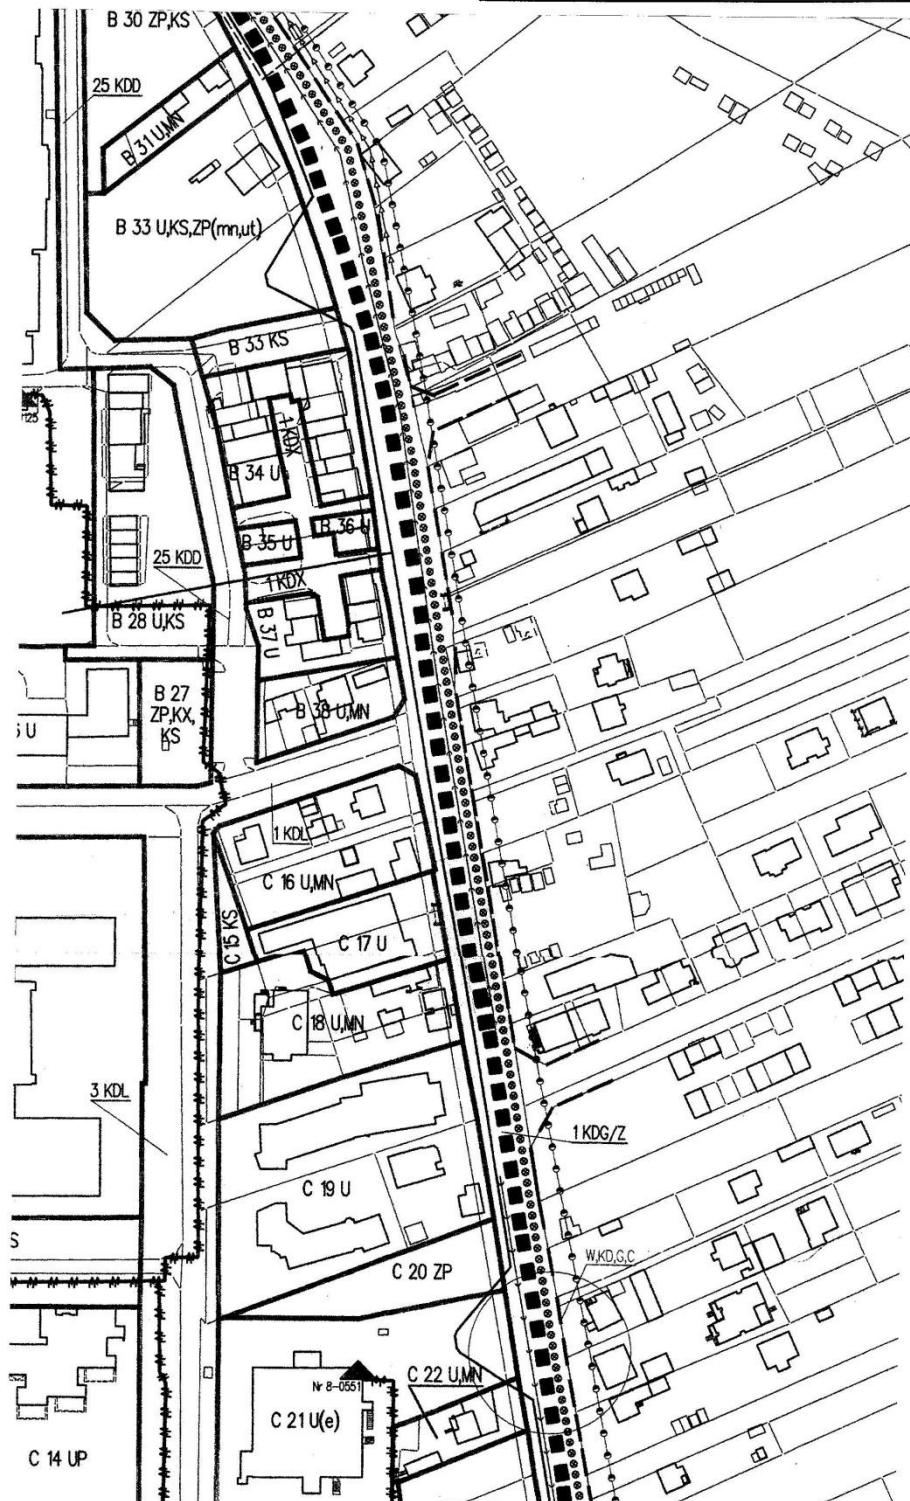 B 30 ZP,KS
25 KDD
B 31 U,MN
B 33 U,KS,ZP(mn,ut)
B 33 KS
1 KDX
B 34 U
B 36 U
B 35 U
25 KDD
1 KDX
B 28 U,KS
B 37 U
B 27
ZP,KX,
KS
B 38 U,MN
1 KDL
C 16 U,MN
C 15 KS
C 17 U
C 18 U,MN
3 KDL
1 KDG/Z
C 19 U
W,KD,G,C
C 20 ZP
C 22 U,MN
Nr 8-0551
C 21 U(e)
C 14 UP